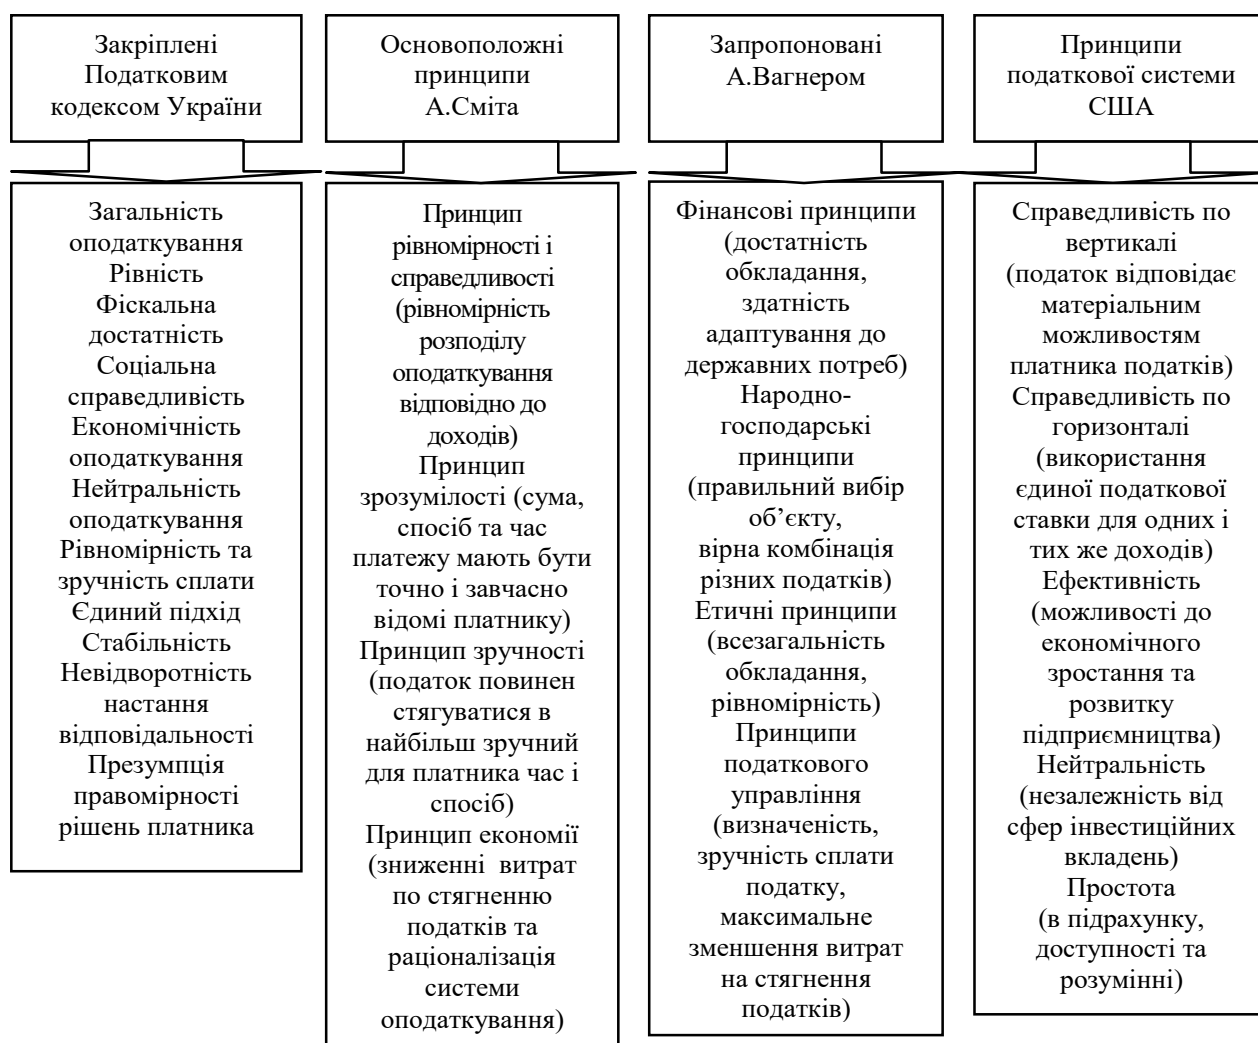 Закріплені
Податковим
кодексом України
Основоположні
принципи
А.Сміта
Запропоновані
А.Вагнером
Принципи
податкової системи
США
Загальність
оподаткування
Рівність
Фіскальна
достатність
Соціальна
справедливість
Економічність
оподаткування
Нейтральність
оподаткування
Рівномірність та
зручність сплати
Єдиний підхід
Стабільність
Невідворотність
настання
відповідальності
Презумпція
правомірності
рішень платника
Принцип
рівномірності і
справедливості
(рівномірність
розподілу
оподаткування
відповідно до
доходів)
Принцип
зрозумілості (сума,
спосіб та час
платежу мають бути
точно і завчасно
відомі платнику)
Принцип зручності
(податок повинен
стягуватися в
найбільш зручний
для платника час і
спосіб)
Принцип економії
(зниженні витрат
по стягненню
податків та
раціоналізація
системи
оподаткування)
Фінансові принципи
(достатність
обкладання,
здатність
адаптування до
державних потреб)
Народно-
господарські
принципи
(правильний вибір
об’єкту,
вірна комбінація
різних податків)
Етичні принципи
(всезагальність
обкладання,
рівномірність)
Принципи
податкового
управління
(визначеність,
зручність сплати
податку,
максимальне
зменшення витрат
на стягнення
податків)
Справедливість по
вертикалі
(податок відповідає
матеріальним
можливостям
платника податків)
Справедливість по
горизонталі
(використання
єдиної податкової
ставки для одних і
тих же доходів)
Ефективність
(можливості до
економічного
зростання та
розвитку
підприємництва)
Нейтральність
(незалежність від
сфер інвестиційних
вкладень)
Простота
(в підрахунку,
доступності та
розумінні)